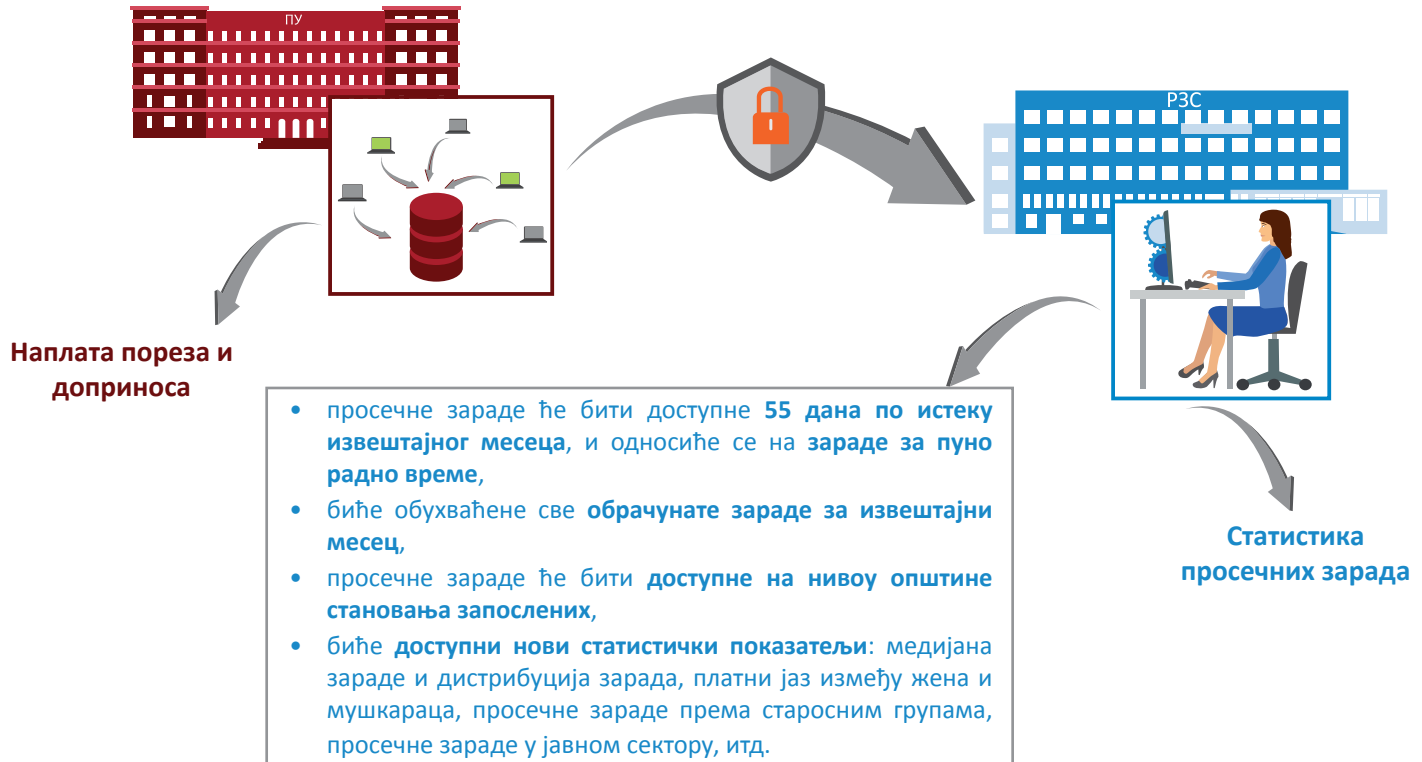 ПУ
РЗС
Наплата пореза и
доприноса
• просечне зараде ће бити доступне 55 дана по истеку
извештајног месеца, и односиће се на зараде за пуно
радно време,
• биће обухваћене све обрачунате зараде за извештајни
месец,
• просечне зараде ће бити доступне на нивоу општине
становања запослених,
• биће доступни нови статистички показатељи: медијана
зараде и дистрибуција зарада, платни јаз између жена и
мушкараца, просечне зараде према старосним групама,
просечне зараде у јавном сектору, итд.
Статистика
просечних зарада